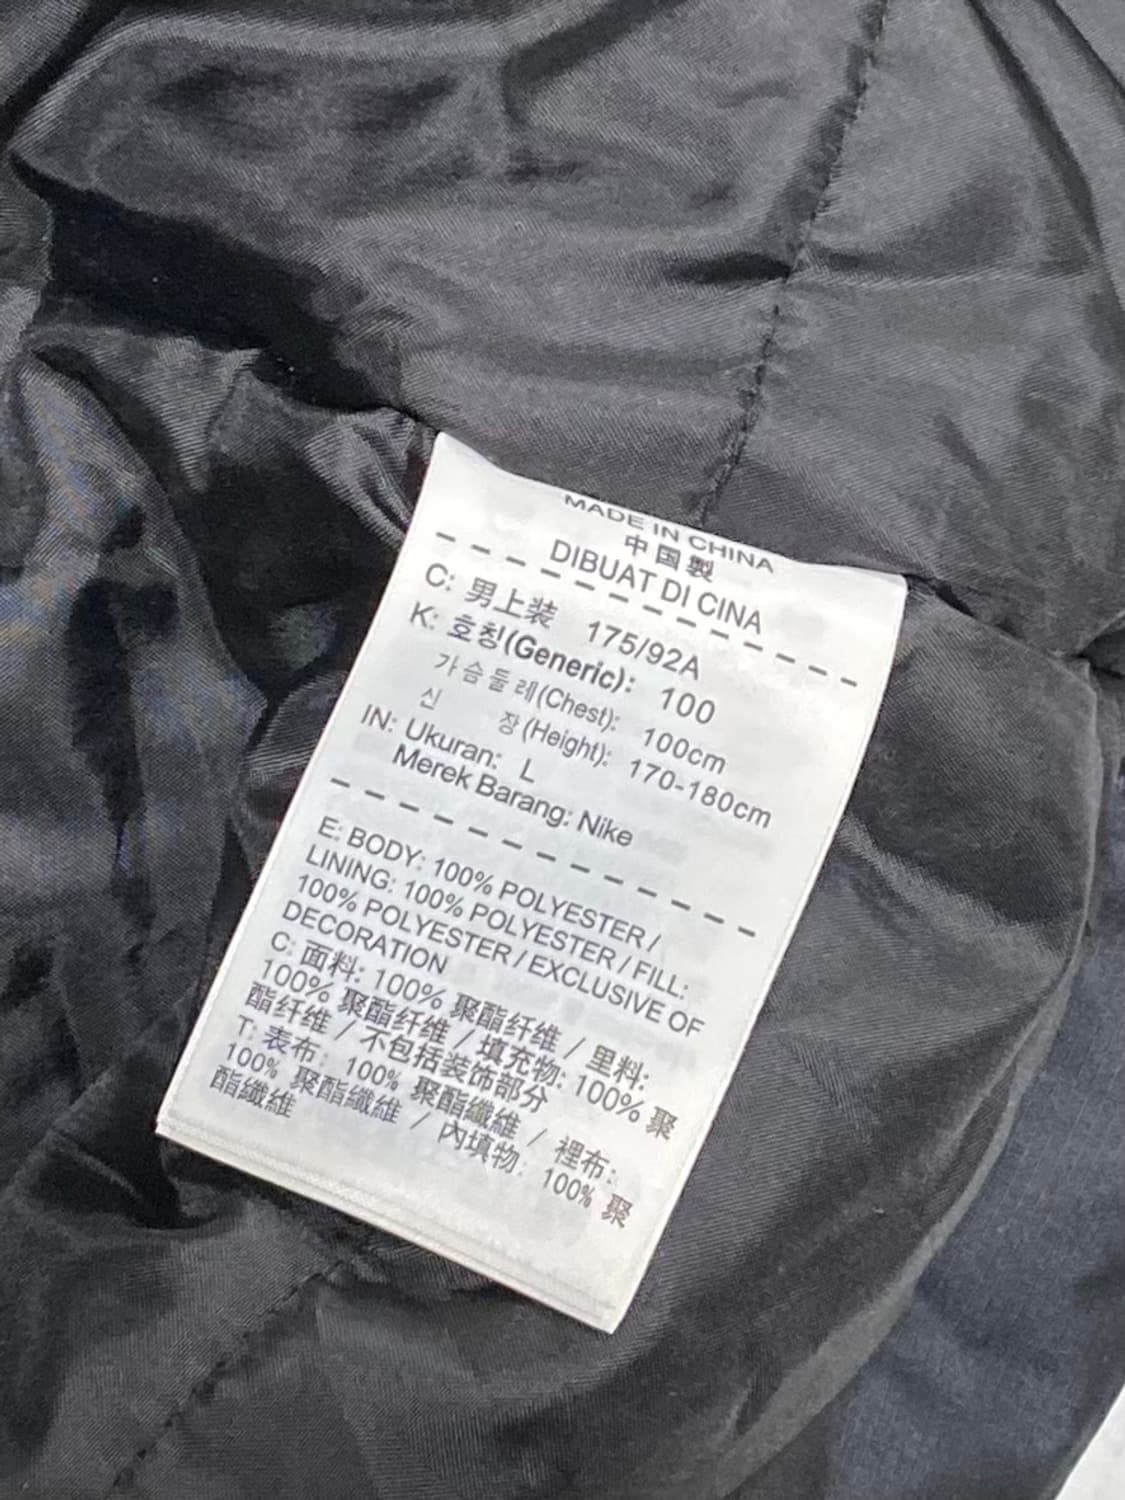 MADE IN CHINA
中国製
DIBUAT DI CINA
C: 男上装 175/92A
K: 호칭(Generic): 100
가슴둘레(Chest): 100cm
신 장(Height): 170-180cm
IN: Ukuran: L
Merek Barang: Nike
E: BODY: 100% POLYESTER /
LINING: 100% POLYESTER / FILL:
100% POLYESTER / EXCLUSIVE OF
DECORATION
C: 面料: 100% 聚酯纤维 / 里料:
100% 聚酯纤维 / 填充物: 100% 聚
酯纤维 / 不包括装饰部分
T: 表布: 100% 聚酯纖維 / 裡布:
100% 聚酯纖維 / 內填物: 100% 聚
酯纖維